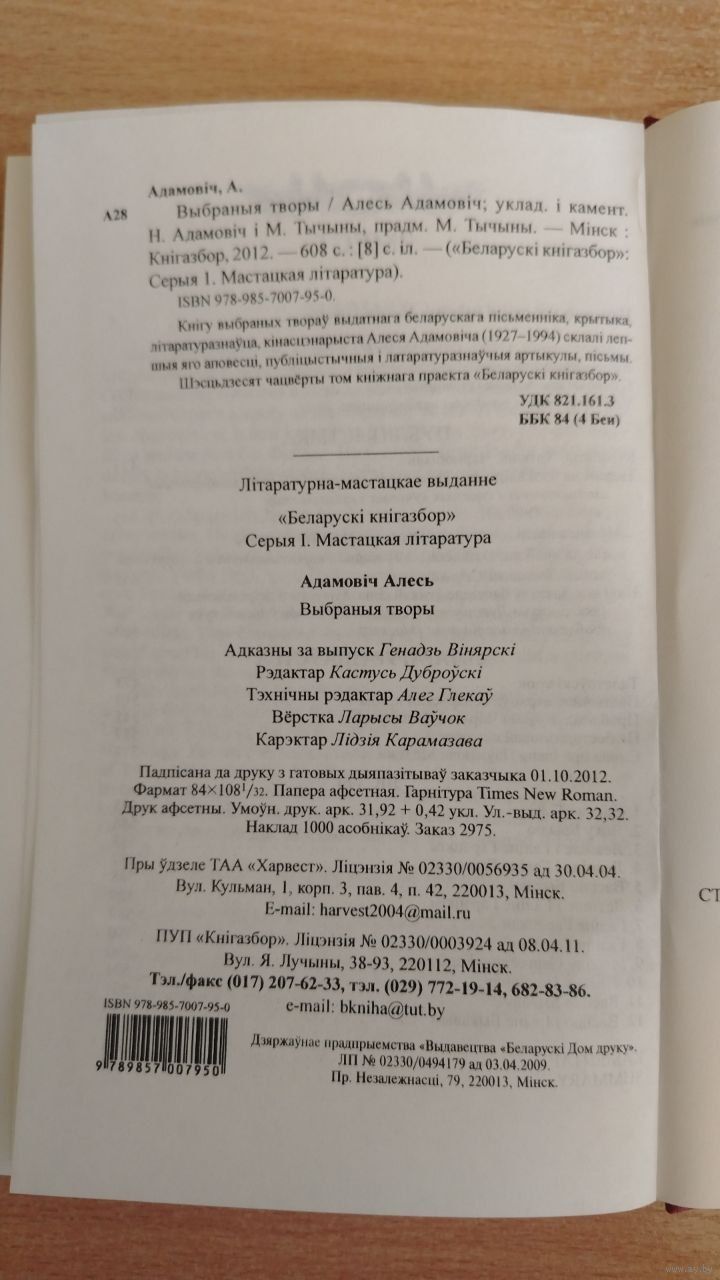 Адамовіч, А.
А28
Выбраныя творы / Алесь Адамовіч; уклад. і камент.
Н. Адамовіч і М. Тычыны, прадм. М. Тычыны. — Мінск :
Кнігазбор, 2012. — 608 с. : [8] с. іл. — («Беларускі кнігазбор»:
Серыя 1. Мастацкая літаратура).
ISBN 978-985-7007-95-0.
Кнігу выбраных твораў выдатнага беларускага пісьменніка, крытыка,
літаратуразнаўца, кінасцэнарыста Алеся Адамовіча (1927–1994) склалі леп-
шыя яго аповесці, публіцыстычныя і латаратуразнаўчыя артыкулы, пісьмы.
Шэсцьдзесят чацвёрты том кніжнага праекта «Беларускі кнігазбор».
УДК 821.161.3
ББК 84 (4 Беи)
Літаратурна-мастацкае выданне
«Беларускі кнігазбор»
Серыя I. Мастацкая літаратура
Адамовіч Алесь
Выбраныя творы
Адказны за выпуск Генадзь Вінярскі
Рэдактар Кастусь Дуброўскі
Тэхнічны рэдактар Алег Глекаў
Вёрстка Ларысы Ваўчок
Карэктар Лідзія Карамазава
Падпісана да друку з гатовых дыяпазітываў заказчыка 01.10.2012.
Фармат 84×108¹/₃₂. Папера афсетная. Гарнітура Times New Roman.
Друк афсетны. Умоўн. друк. арк. 31,92 + 0,42 укл. Ул.-выд. арк. 32,32.
Наклад 1000 асобнікаў. Заказ 2975.
Пры ўдзеле ТАА «Харвест». Ліцэнзія № 02330/0056935 ад 30.04.04.
Вул. Кульман, 1, корп. 3, пав. 4, п. 42, 220013, Мінск.
E-mail: harvest2004@mail.ru
ПУП «Кнігазбор». Ліцэнзія № 02330/0003924 ад 08.04.11.
Вул. Я. Лучыны, 38-93, 220112, Мінск.
Тэл./факс (017) 207-62-33, тэл. (029) 772-19-14, 682-83-86.
e-mail: bkniha@tut.by
ISBN 978-985-7007-95-0
9 789857 007950
Дзяржаўнае прадпрыемства «Выдавецтва «Беларускі Дом друку».
ЛП № 02330/0494179 ад 03.04.2009.
Пр. Незалежнасці, 79, 220013, Мінск.
СТ
www.ay.by